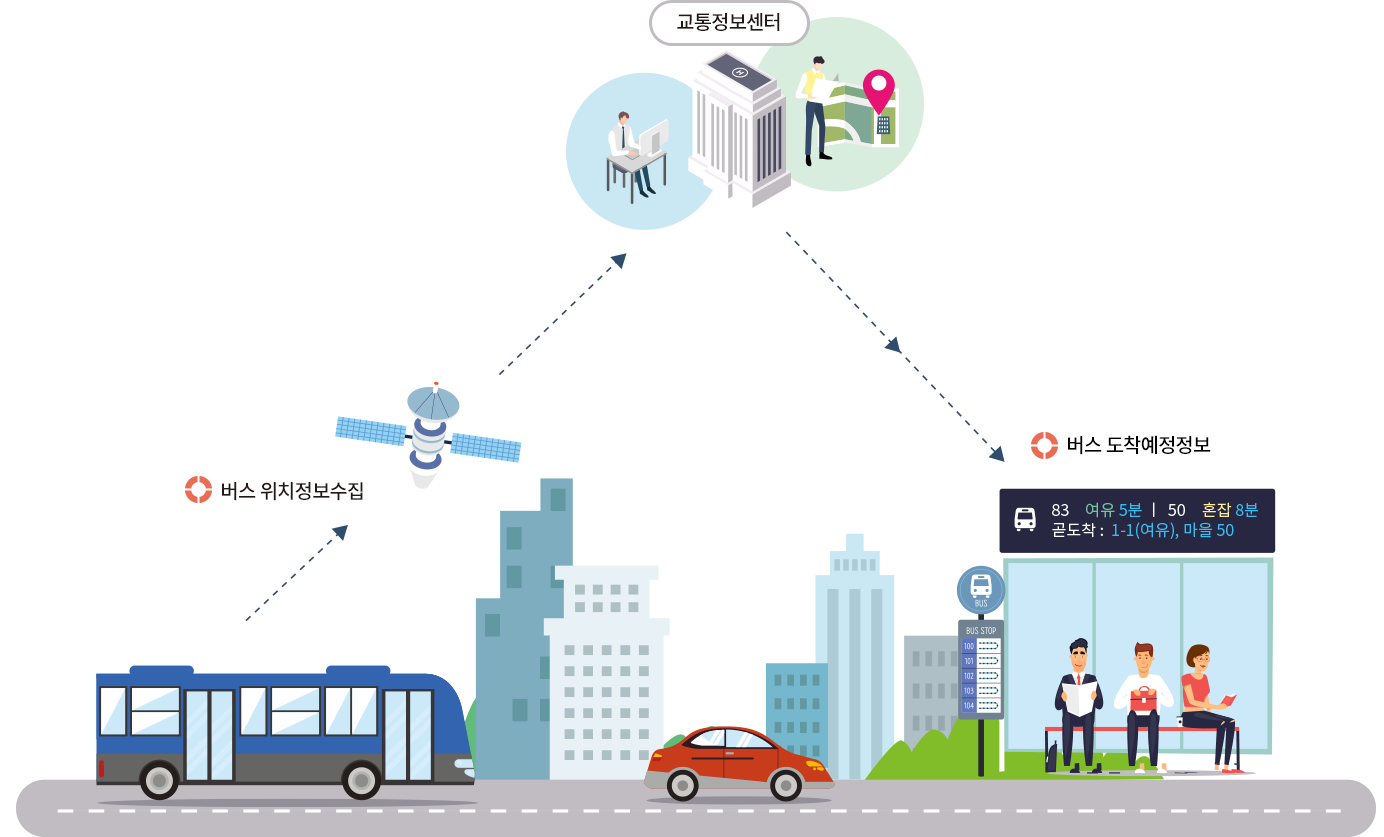 교통정보센터
버스 위치정보수집
버스 도착예정정보
83 여유 5분 | 50 혼잡 8분
곧도착 : 1-1(여유), 마을 50
BUS
BUS STOP
100
101
102
103
104